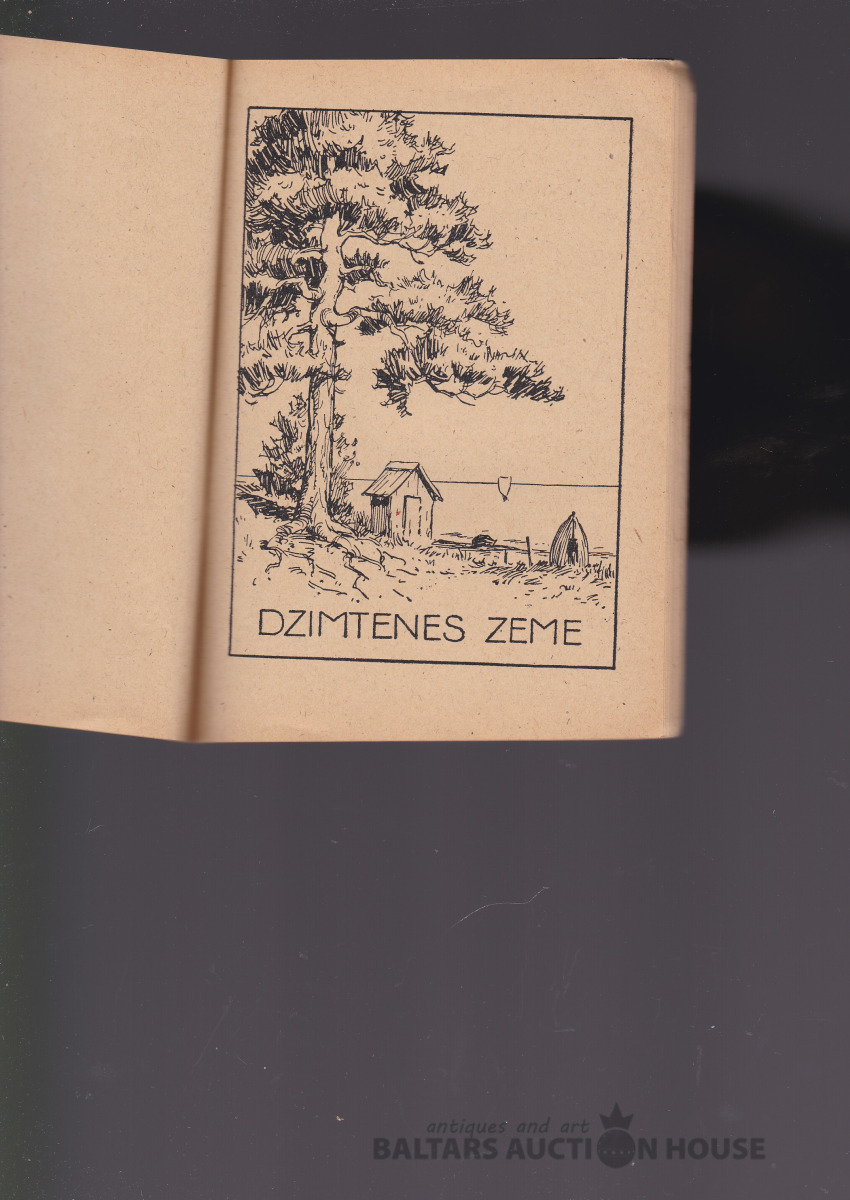 DZIMTENES ZEME
antiques and art
BALTARS AUCTION HOUSE